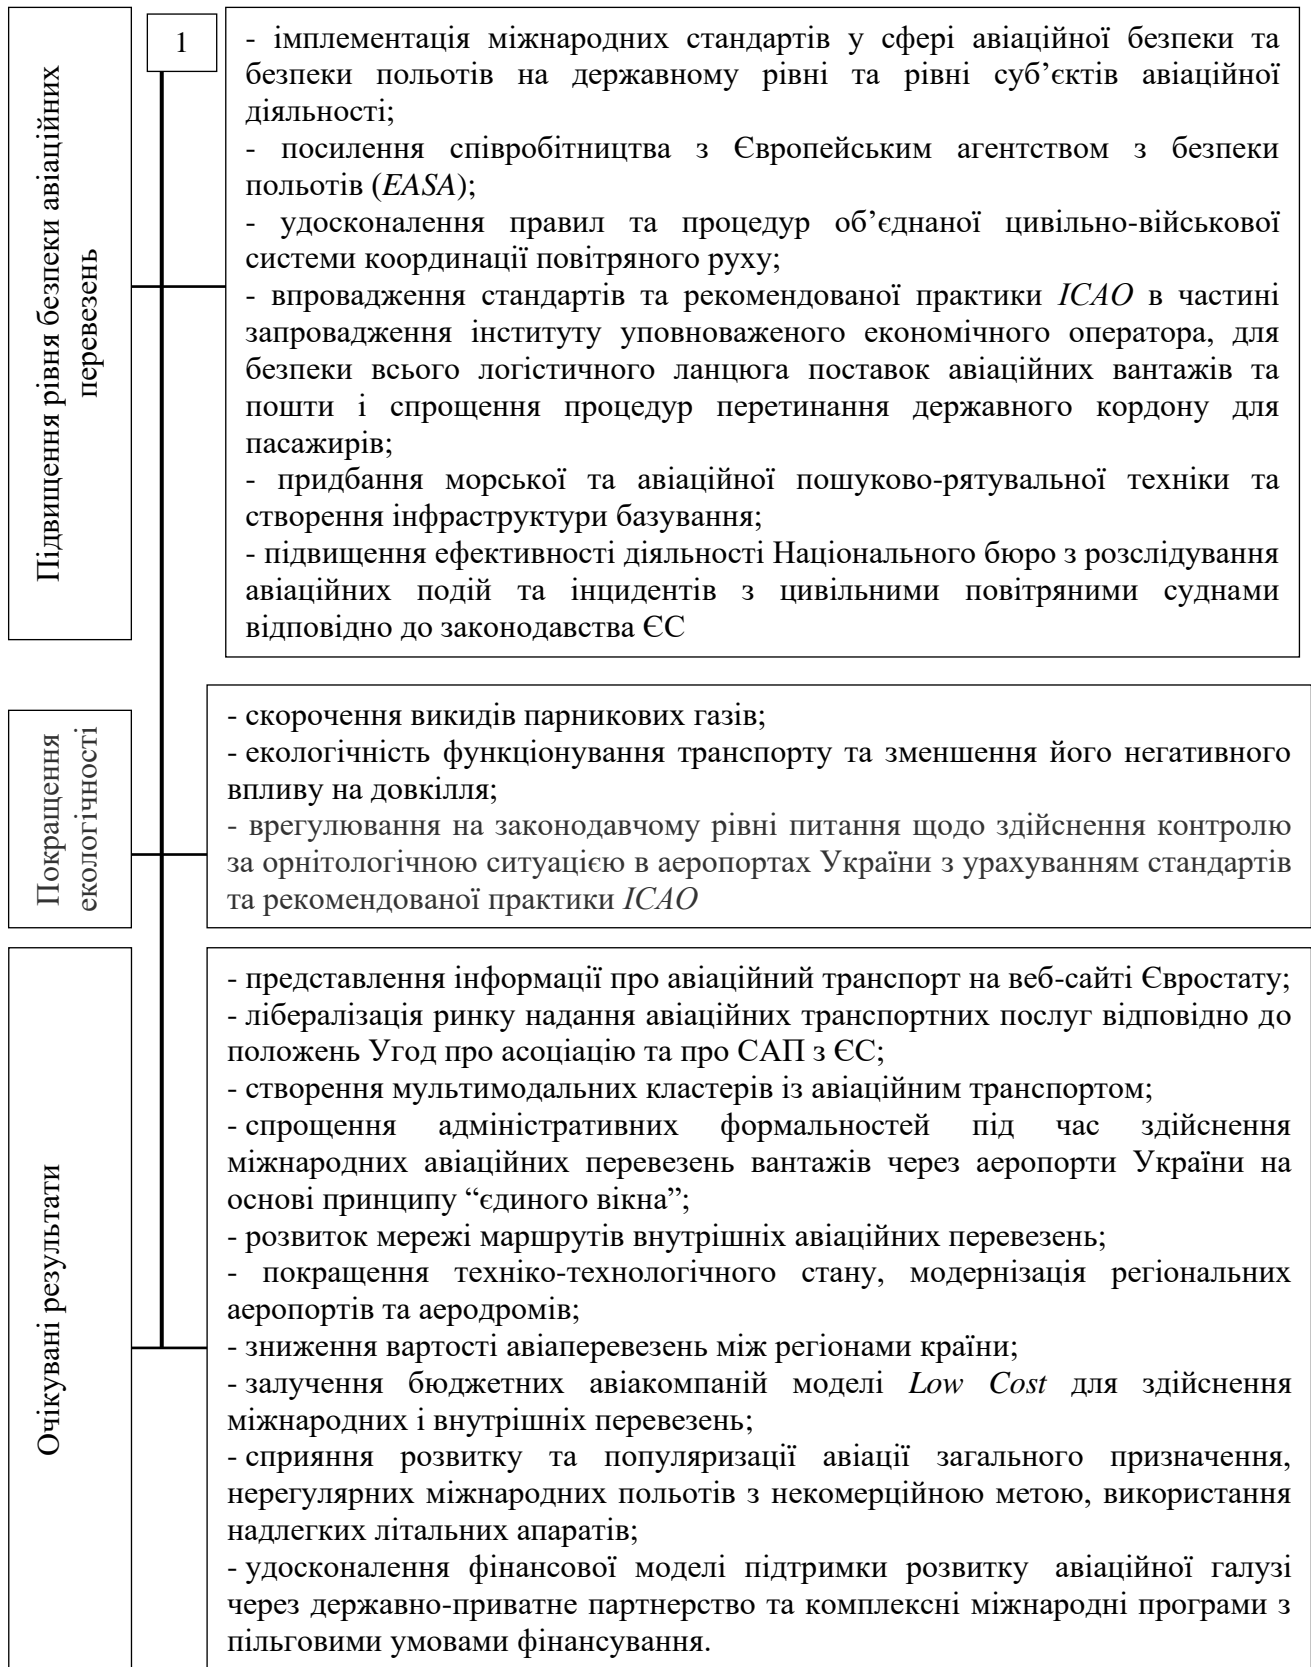 1
Підвищення рівня безпеки авіаційних
перевезень
- імплементація міжнародних стандартів у сфері авіаційної безпеки та
безпеки польотів на державному рівні та рівні суб’єктів авіаційної
діяльності;
- посилення співробітництва з Європейським агентством з безпеки
польотів (EASA);
- удосконалення правил та процедур об’єднаної цивільно-військової
системи координації повітряного руху;
- впровадження стандартів та рекомендованої практики ICAO в частині
запровадження інституту уповноваженого економічного оператора, для
безпеки всього логістичного ланцюга поставок авіаційних вантажів та
пошти і спрощення процедур перетинання державного кордону для
пасажирів;
- придбання морської та авіаційної пошуково-рятувальної техніки та
створення інфраструктури базування;
- підвищення ефективності діяльності Національного бюро з розслідування
авіаційних подій та інцидентів з цивільними повітряними суднами
відповідно до законодавства ЄС
Покращення
екологічності
- скорочення викидів парникових газів;
- екологічність функціонування транспорту та зменшення його негативного
впливу на довкілля;
- врегулювання на законодавчому рівні питання щодо здійснення контролю
за орнітологічною ситуацією в аеропортах України з урахуванням стандартів
та рекомендованої практики ICAO
Очікувані результати
- представлення інформації про авіаційний транспорт на веб-сайті Євростату;
- лібералізація ринку надання авіаційних транспортних послуг відповідно до
положень Угод про асоціацію та про САП з ЄС;
- створення мультимодальних кластерів із авіаційним транспортом;
- спрощення адміністративних формальностей під час здійснення
міжнародних авіаційних перевезень вантажів через аеропорти України на
основі принципу “єдиного вікна”;
- розвиток мережі маршрутів внутрішніх авіаційних перевезень;
- покращення техніко-технологічного стану, модернізація регіональних
аеропортів та аеродромів;
- зниження вартості авіаперевезень між регіонами країни;
- залучення бюджетних авіакомпаній моделі Low Cost для здійснення
міжнародних і внутрішніх перевезень;
- сприяння розвитку та популяризації авіації загального призначення,
нерегулярних міжнародних польотів з некомерційною метою, використання
надлегких літальних апаратів;
- удосконалення фінансової моделі підтримки розвитку авіаційної галузі
через державно-приватне партнерство та комплексні міжнародні програми з
пільговими умовами фінансування.